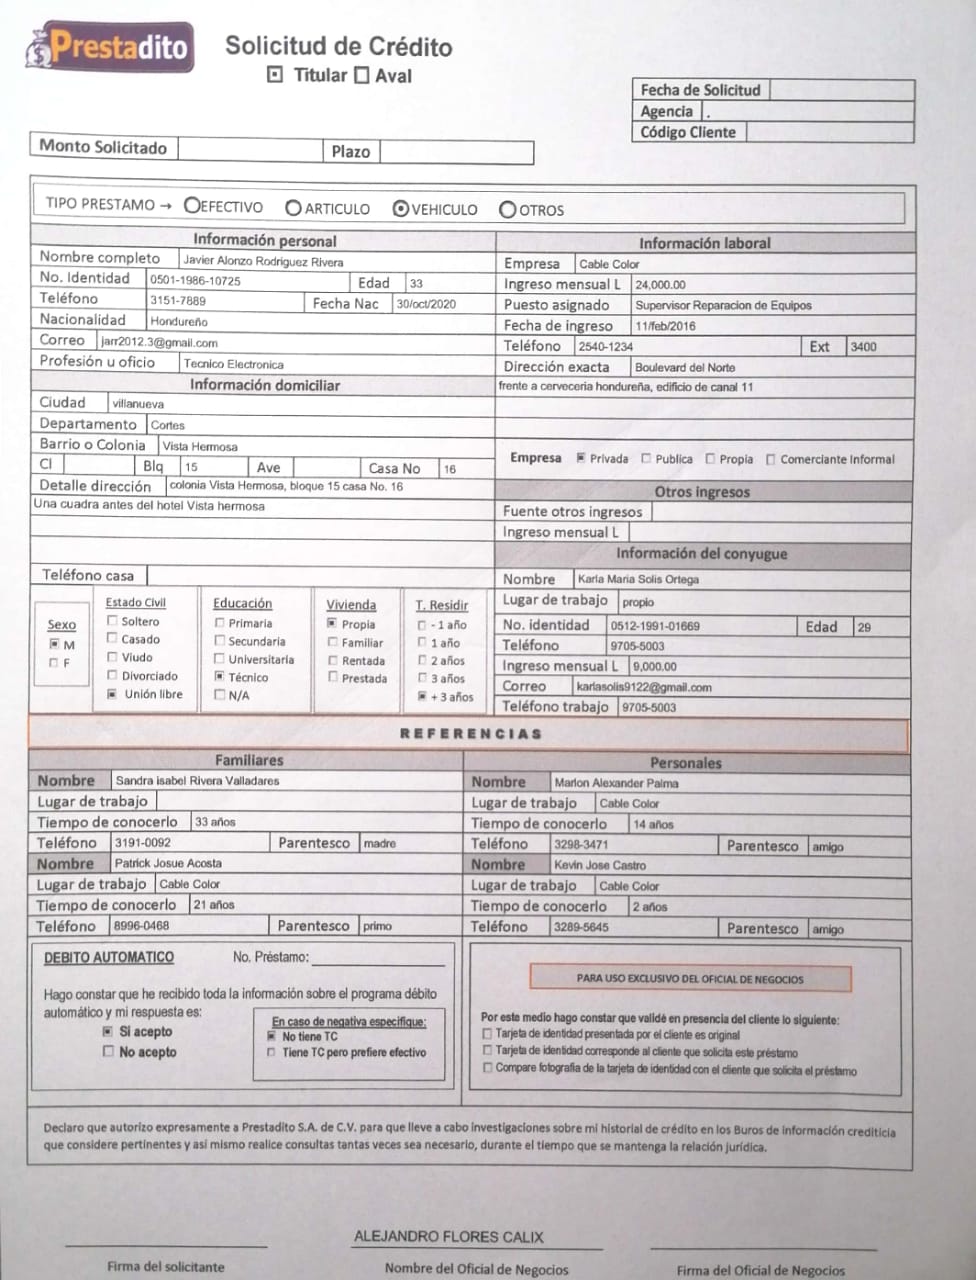 Prestadito
Solicitud de Crédito
Titular Aval
Fecha de Solicitud
Agencia .
Código Cliente
Monto Solicitado Plazo
TIPO PRESTAMO → EFECTIVO ARTICULO VEHICULO OTROS
Información personal
Nombre completo Javier Alonzo Rodriguez Rivera
No. Identidad 0501-1986-10725 Edad 33
Teléfono 3151-7889 Fecha Nac 30/oct/2020
Nacionalidad Hondureño
Correo jarr2012.3@gmail.com
Profesión u oficio Tecnico Electronica
Información domiciliar
Ciudad villanueva
Departamento Cortes
Barrio o Colonia Vista Hermosa
Cl Blq 15 Ave Casa No 16
Detalle dirección colonia Vista Hermosa, bloque 15 casa No. 16
Una cuadra antes del hotel Vista hermosa
Teléfono casa
Información laboral
Empresa Cable Color
Ingreso mensual L 24,000.00
Puesto asignado Supervisor Reparacion de Equipos
Fecha de ingreso 11/feb/2016
Teléfono 2540-1234 Ext 3400
Dirección exacta Boulevard del Norte
frente a cerveceria hondureña, edificio de canal 11
Empresa Privada Publica Propia Comerciante Informal
Otros ingresos
Fuente otros ingresos
Ingreso mensual L
Información del conyugue
Nombre Karla Maria Solis Ortega
Lugar de trabajo propio
No. identidad 0512-1991-01669 Edad 29
Teléfono 9705-5003
Ingreso mensual L 9,000.00
Correo karlasolis9122@gmail.com
Teléfono trabajo 9705-5003
Sexo
M
F
Estado Civil
Soltero
Casado
Viudo
Divorciado
Unión libre
Educación
Primaria
Secundaria
Universitaria
Técnico
N/A
Vivienda
Propia
Familiar
Rentada
Prestada
T. Residir
- 1 año
1 año
2 años
3 años
+ 3 años
REFERENCIAS
Familiares
Nombre Sandra isabel Rivera Valladares
Lugar de trabajo
Tiempo de conocerlo 33 años
Teléfono 3191-0092 Parentesco madre
Nombre Patrick Josue Acosta
Lugar de trabajo Cable Color
Tiempo de conocerlo 21 años
Teléfono 8996-0468 Parentesco primo
Personales
Nombre Marlon Alexander Palma
Lugar de trabajo Cable Color
Tiempo de conocerlo 14 años
Teléfono 3298-3471 Parentesco amigo
Nombre Kevin Jose Castro
Lugar de trabajo Cable Color
Tiempo de conocerlo 2 años
Teléfono 3289-5645 Parentesco amigo
DEBITO AUTOMATICO No. Préstamo:
Hago constar que he recibido toda la información sobre el programa débito
automático y mi respuesta es:
Si acepto
No acepto
En caso de negativa especifique:
No tiene TC
Tiene TC pero prefiere efectivo
PARA USO EXCLUSIVO DEL OFICIAL DE NEGOCIOS
Por este medio hago constar que validé en presencia del cliente lo siguiente:
Tarjeta de identidad presentada por el cliente es original
Tarjeta de identidad corresponde al cliente que solicita este préstamo
Compare fotografía de la tarjeta de identidad con el cliente que solicita el préstamo
Declaro que autorizo expresamente a Prestadito S.A. de C.V. para que lleve a cabo investigaciones sobre mi historial de crédito en los Buros de información crediticia
que considere pertinentes y así mismo realice consultas tantas veces sea necesario, durante el tiempo que se mantenga la relación jurídica.
ALEJANDRO FLORES CALIX
Firma del solicitante
Nombre del Oficial de Negocios
Firma del Oficial de Negocios